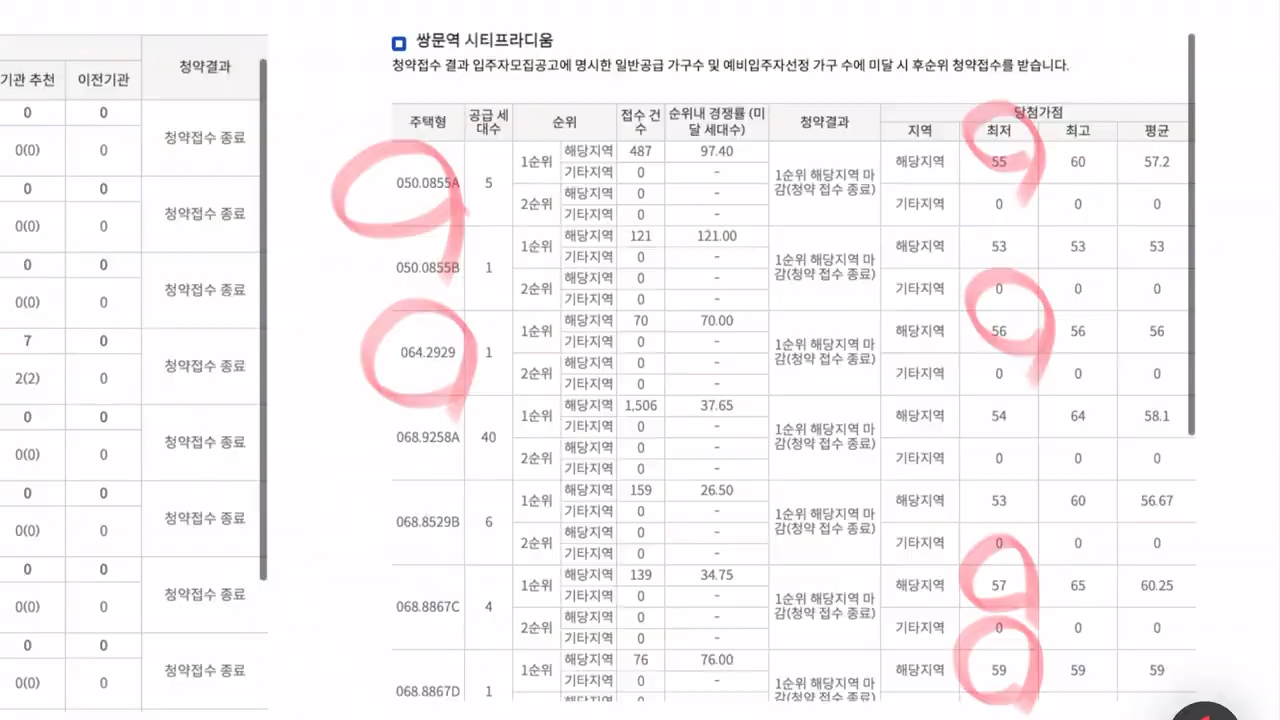 청약결과
기관 추천 이전기관
0 0
청약접수 종료
0(0) 0
0 0
청약접수 종료
0(0) 0
0 0
청약접수 종료
0(0) 0
7 0
청약접수 종료
2(2) 0
0 0
청약접수 종료
0(0) 0
0 0
청약접수 종료
0(0) 0
0 0
청약접수 종료
0(0) 0
0 0
청약접수 종료
0(0) 0
쌍문역 시티프라디움
청약접수 결과 입주자모집공고에 명시한 일반공급 가구수 및 예비입주자선정 가구 수에 미달 시 후순위 청약접수를 받습니다.
주택형 공급 세대수 순위 접수 건수 순위내 경쟁률 (미달 세대수) 청약결과 당첨가점
지역 최저 최고 평균
050.0855A 5 1순위 해당지역 487 97.40 1순위 해당지역 마감(청약 접수 종료) 해당지역 55 60 57.2
기타지역 0 -
2순위 해당지역 0 - 기타지역 0 0 0
기타지역 0 -
050.0855B 1 1순위 해당지역 121 121.00 1순위 해당지역 마감(청약 접수 종료) 해당지역 53 53 53
기타지역 0 -
2순위 해당지역 0 - 기타지역 0 0 0
기타지역 0 -
064.2929 1 1순위 해당지역 70 70.00 1순위 해당지역 마감(청약 접수 종료) 해당지역 56 56 56
기타지역 0 -
2순위 해당지역 0 - 기타지역 0 0 0
기타지역 0 -
068.9258A 40 1순위 해당지역 1,506 37.65 1순위 해당지역 마감(청약 접수 종료) 해당지역 54 64 58.1
기타지역 0 -
2순위 해당지역 0 - 기타지역 0 0 0
기타지역 0 -
068.8529B 6 1순위 해당지역 159 26.50 1순위 해당지역 마감(청약 접수 종료) 해당지역 53 60 56.67
기타지역 0 -
2순위 해당지역 0 - 기타지역 0 0 0
기타지역 0 -
068.8867C 4 1순위 해당지역 139 34.75 1순위 해당지역 마감(청약 접수 종료) 해당지역 57 65 60.25
기타지역 0 -
2순위 해당지역 0 - 기타지역 0 0 0
기타지역 0 -
068.8867D 1 1순위 해당지역 76 76.00 1순위 해당지역 마감(청약 접수 종료) 해당지역 59 59 59
기타지역 0 -